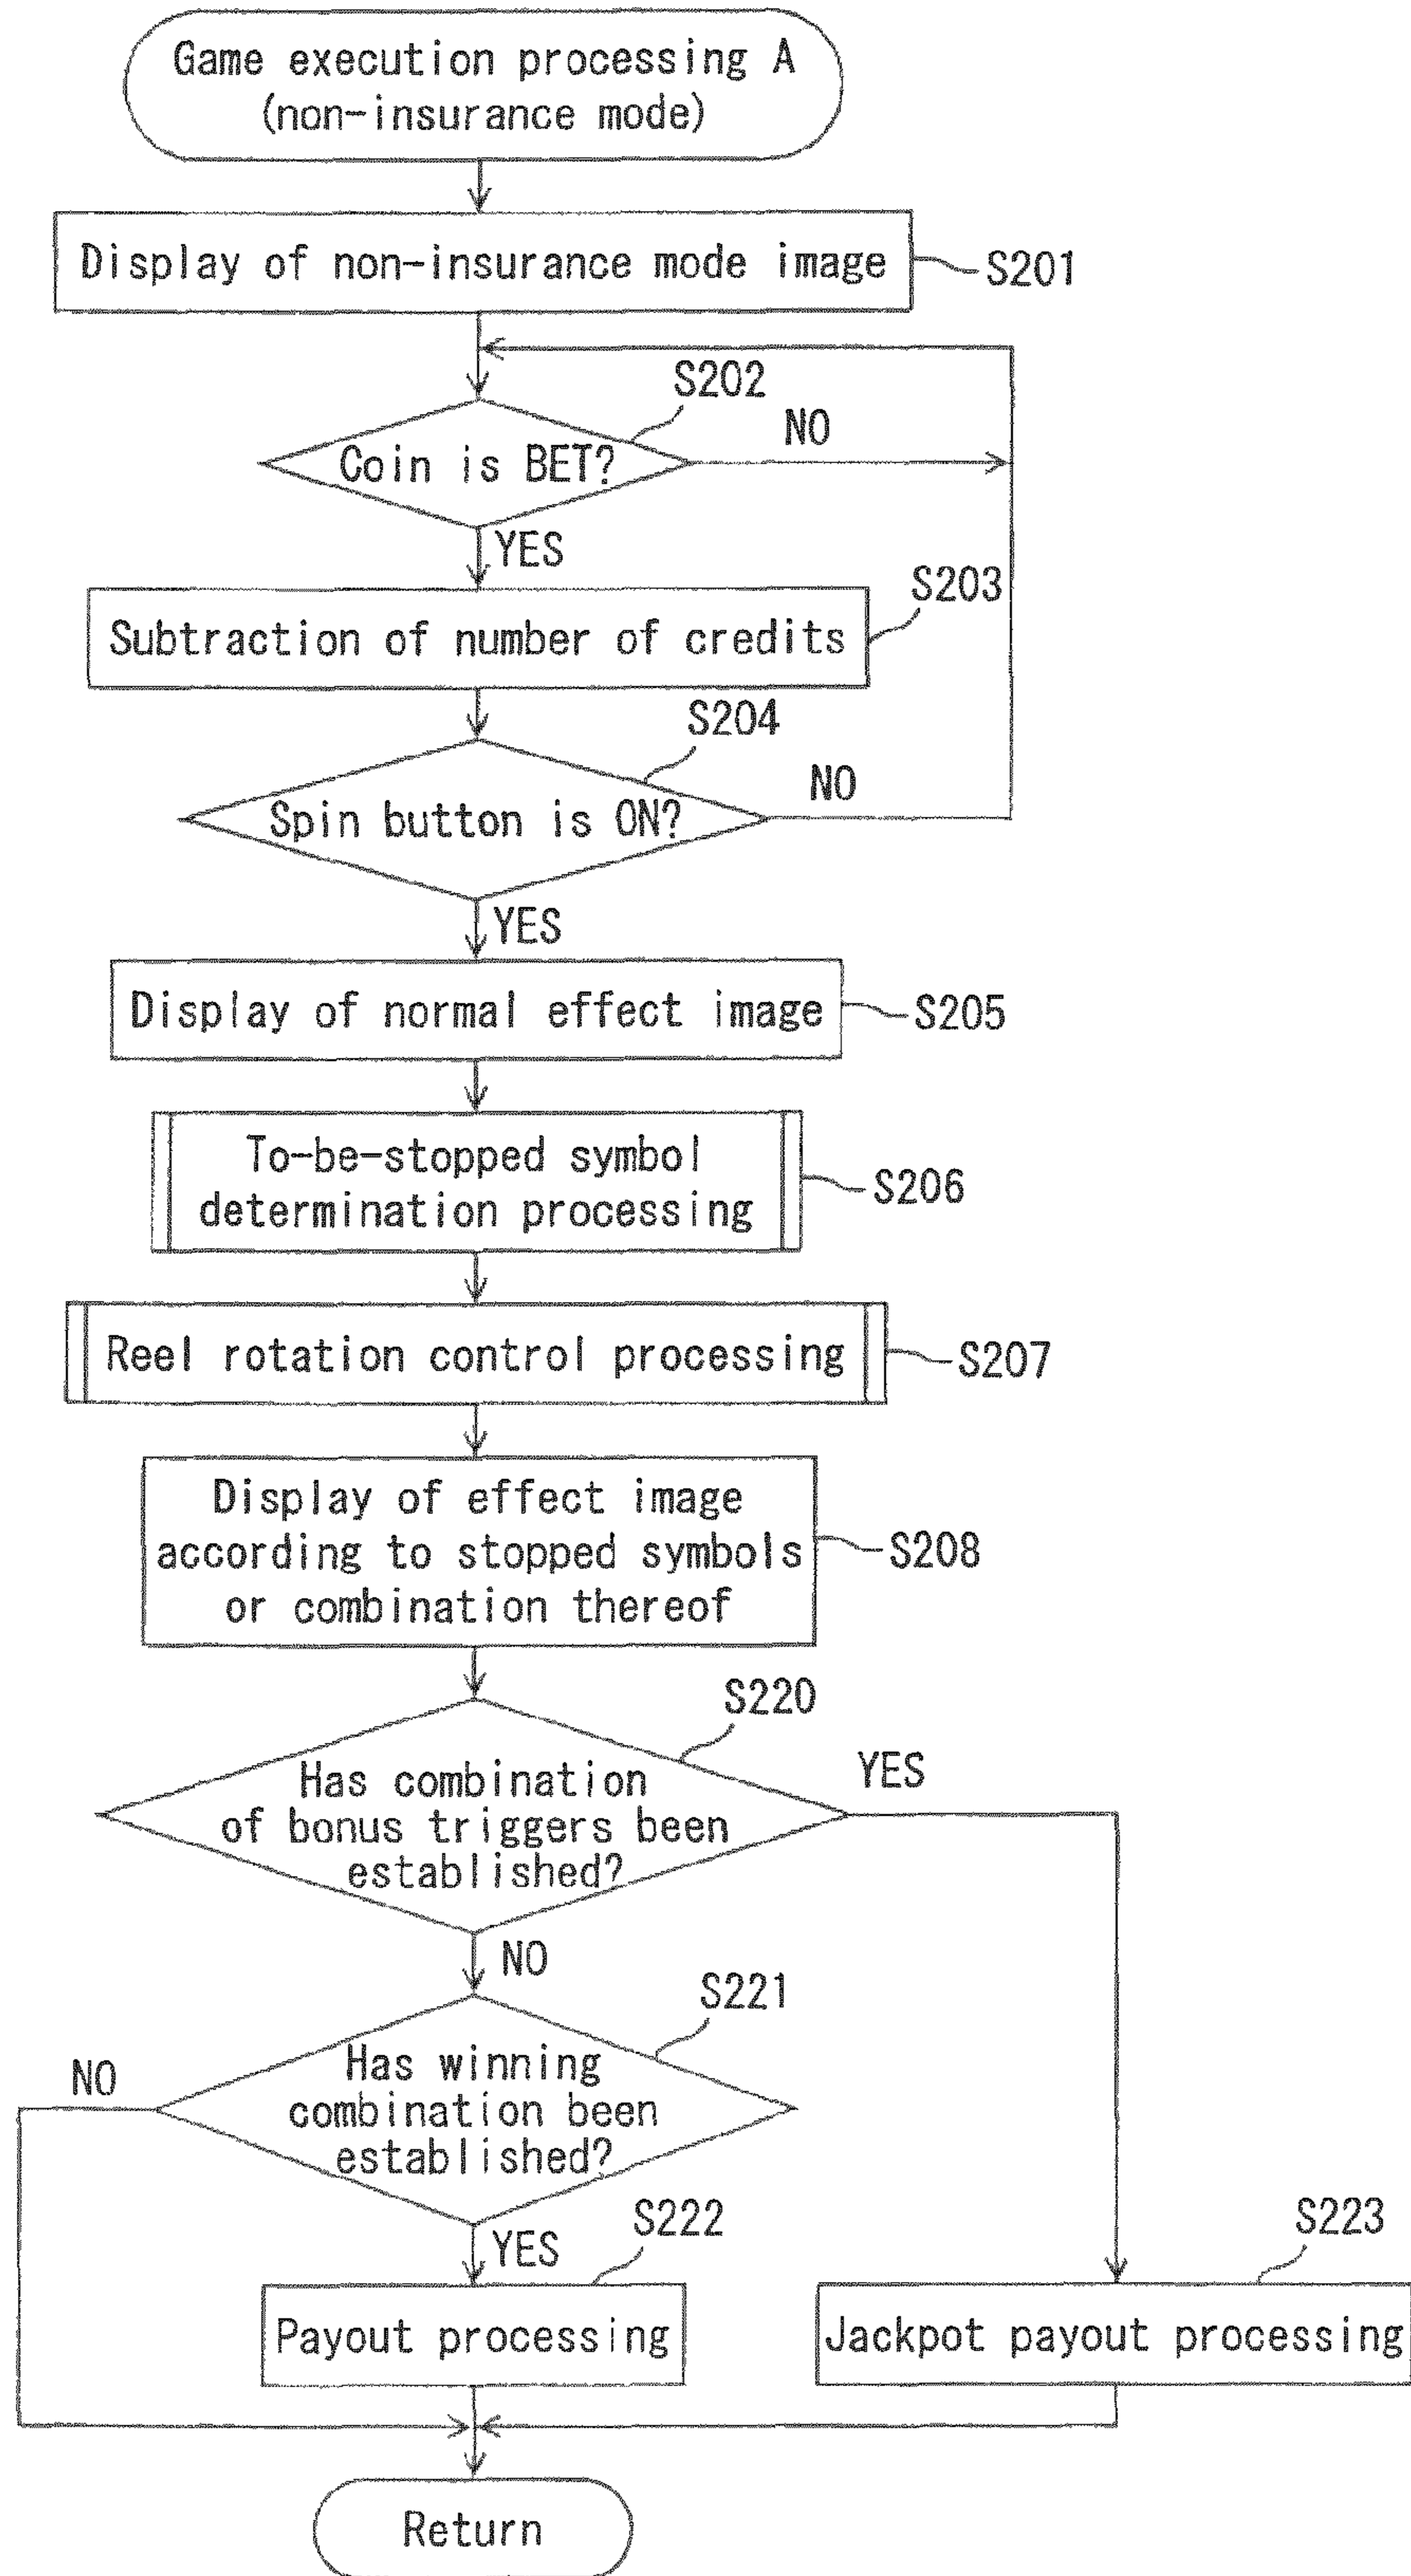 Game execution processing A
(non-insurance mode)
Display of non-insurance mode image
S201
S202
NO
Coin is BET?
YES
S203
Subtraction of number of credits
S204
NO
Spin button is ON?
YES
Display of normal effect image
S205
To-be-stopped symbol
determination processing
S206
Reel rotation control processing
S207
Display of effect image
according to stopped symbols
or combination thereof
S208
S220
YES
Has combination
of bonus triggers been
established?
NO
S221
NO
Has winning
combination been
established?
YES
S222
S223
Payout processing
Jackpot payout processing
Return